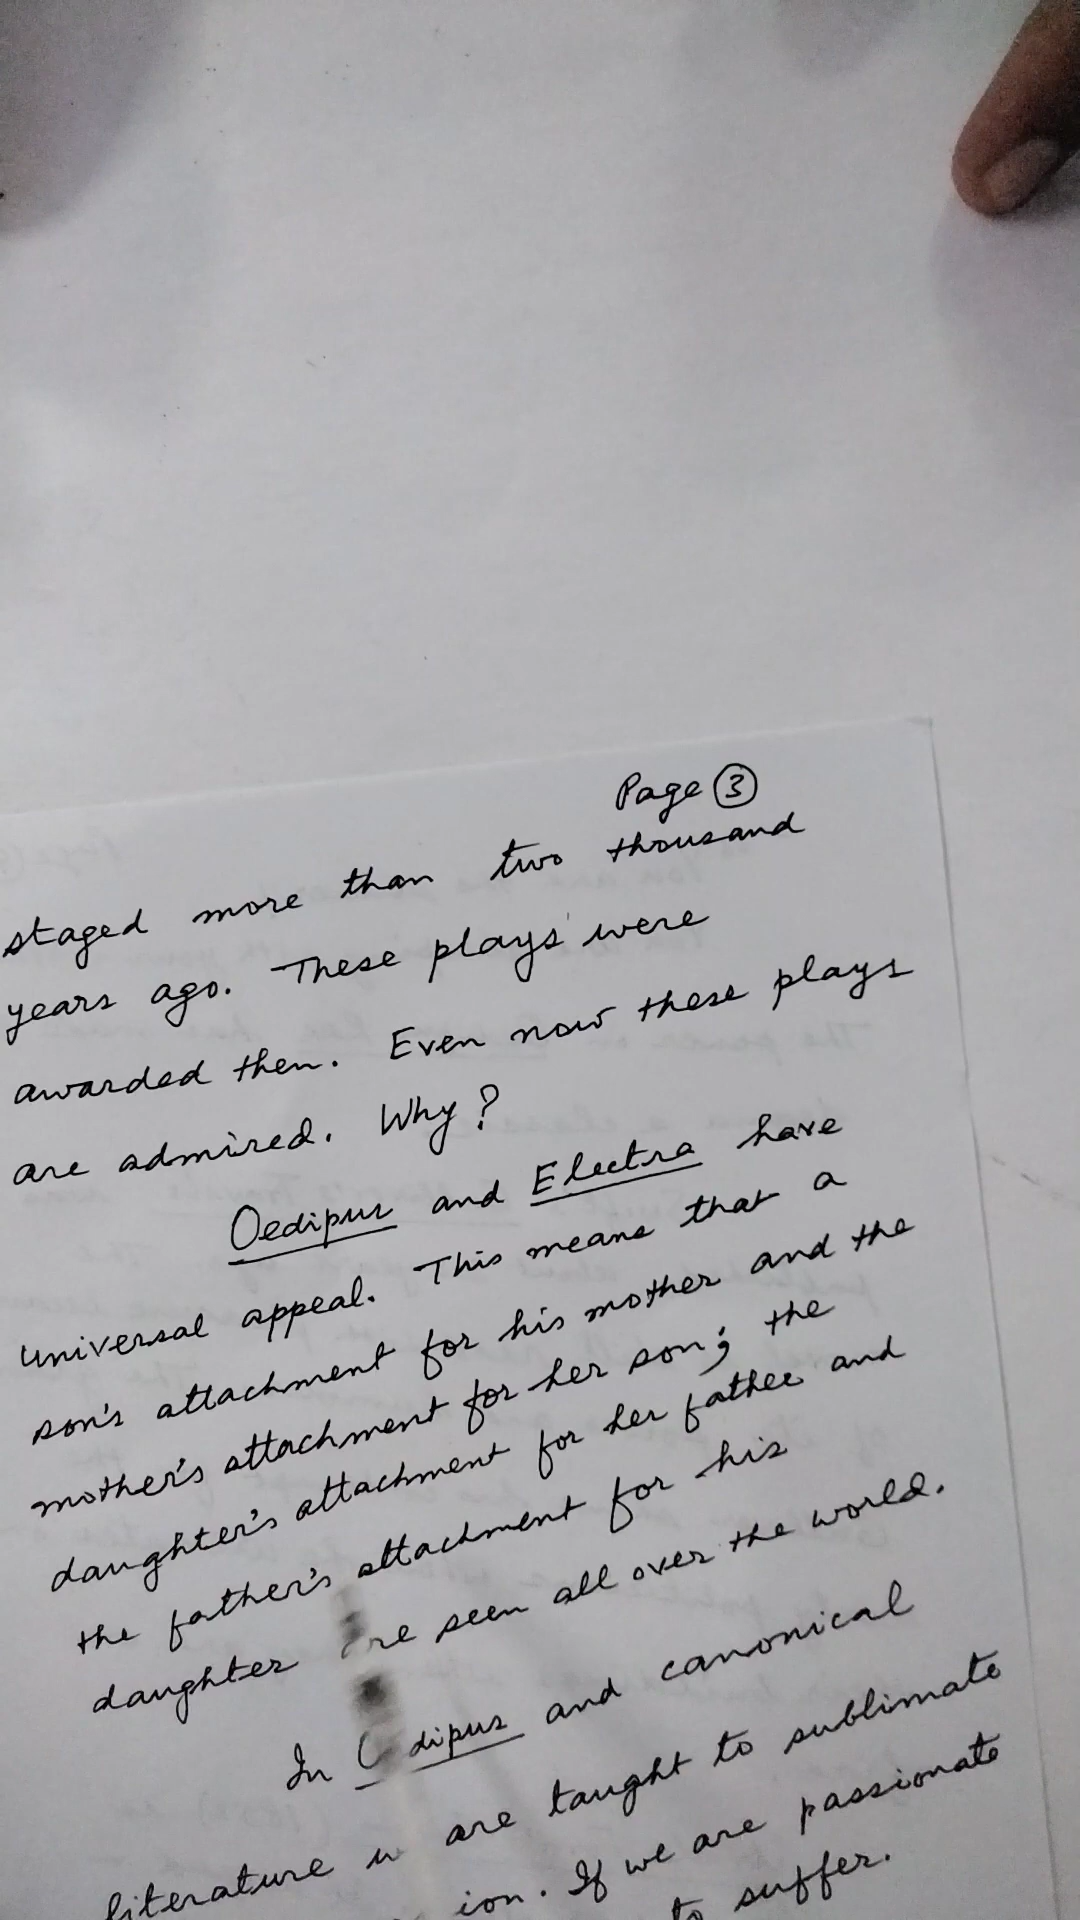 Page 3
staged more than two thousand
years ago. These plays were
awarded then. Even now these plays
are admired. Why?
Oedipus and Electra have
universal appeal. This means that a
son's attachment for his mother and the
mother's attachment for her son; the
daughter's attachment for her father and
the father's attachment for his
daughter are seen all over the world.
In Oedipus and canonical
literature we are taught to sublimate
ion. If we are passionate
to suffer.